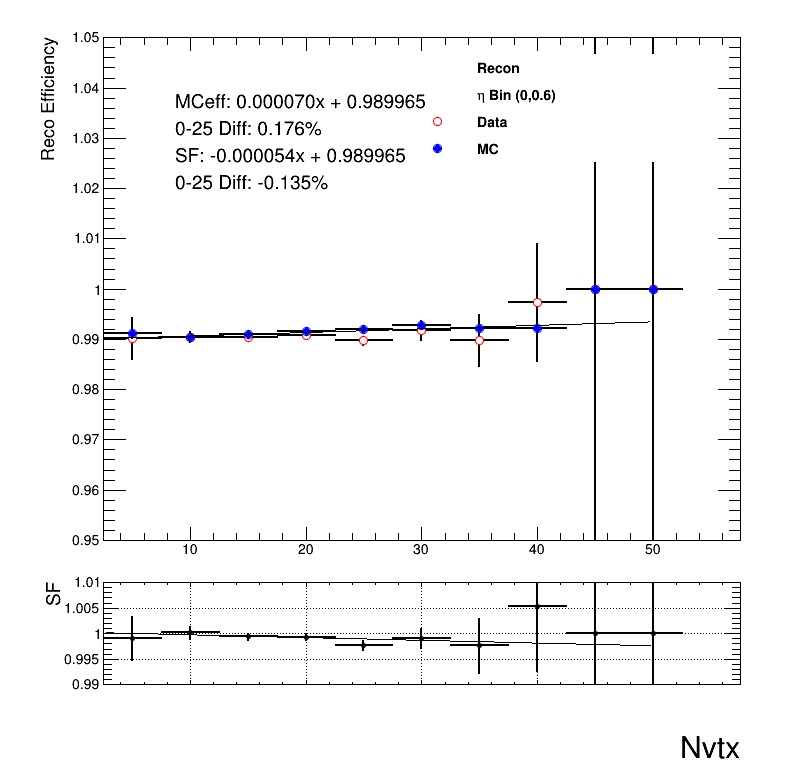 1.05
1.04
1.03
1.02
1.01
1
0.99
0.98
0.97
0.96
0.95
Reco Efficiency
MCeff: 0.000070x + 0.989965
0-25 Diff: 0.176%
SF: -0.000054x + 0.989965
0-25 Diff: -0.135%
Recon
η Bin (0,0.6)
Data
MC
10 20 30 40 50
1.01
1.005
1
0.995
0.99
SF
Nvtx